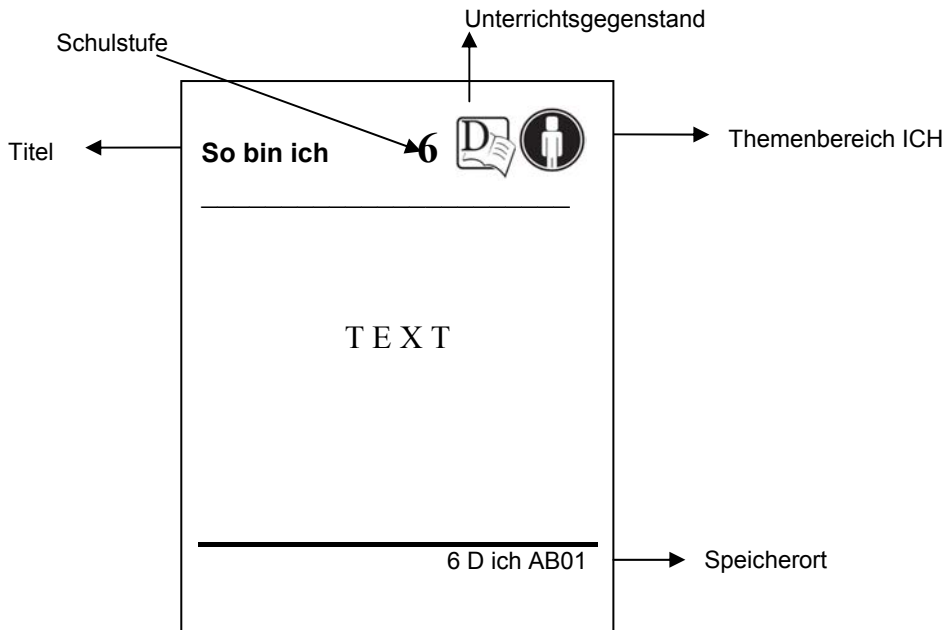 Unterrichtsgegenstand
Schulstufe
Titel
So bin ich 6 D
Themenbereich ICH
TEXT
6 D ich AB01
Speicherort